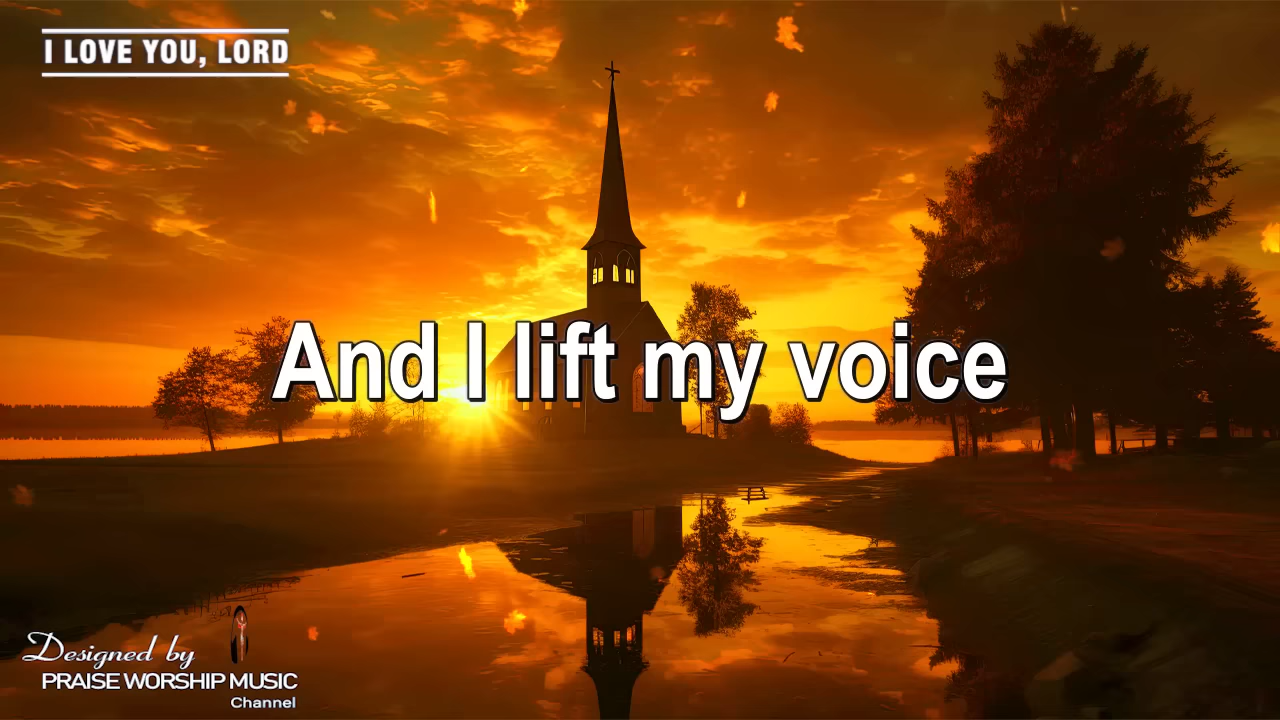 I LOVE YOU, LORD
And I lift my voice
Designed by
PRAISE WORSHIP MUSIC
Channel